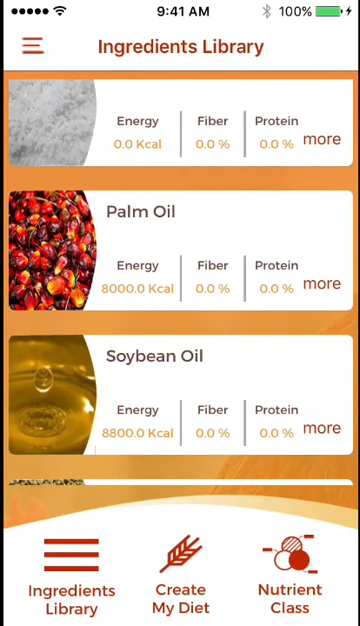 9:41 AM 100%
Ingredients Library
Energy Fiber Protein
0.0 Kcal 0.0 % 0.0 % more
Palm Oil
Energy Fiber Protein
8000.0 Kcal 0.0 % 0.0 % more
Soybean Oil
Energy Fiber Protein
8800.0 Kcal 0.0 % 0.0 % more
Ingredients Create Nutrient
Library My Diet Class